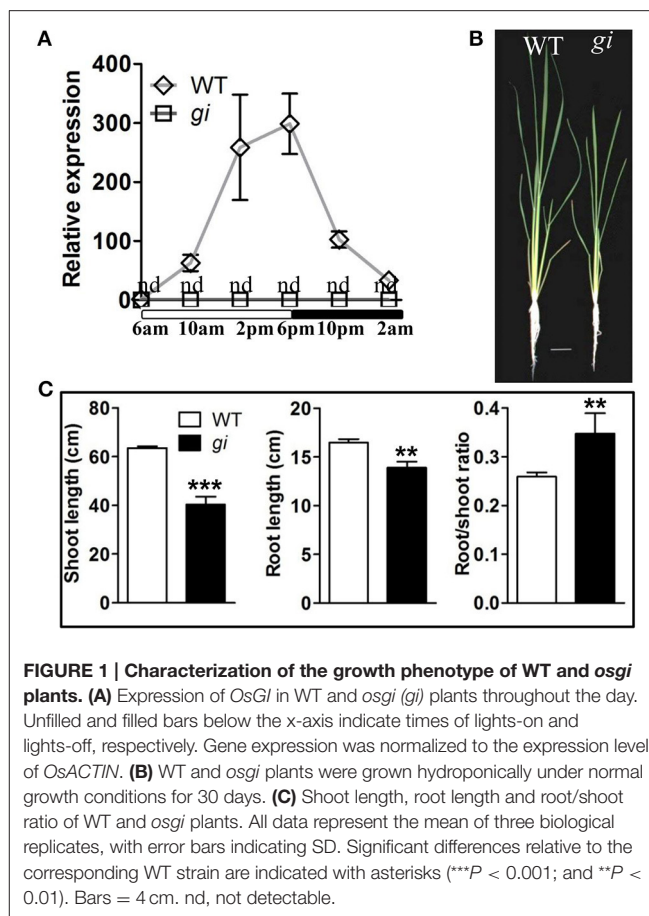 A
B
400
300
200
100
0
Relative expression
WT
gi
nd nd nd nd nd nd
6am 10am 2pm 6pm 10pm 2am
WT gi
C
80
60
40
20
0
Shoot length (cm)
WT
gi
***
20
15
10
5
0
Root length (cm)
**
0.4
0.3
0.2
0.1
0.0
Root/shoot ratio
**
FIGURE 1 | Characterization of the growth phenotype of WT and osgi
plants. (A) Expression of OsGI in WT and osgi (gi) plants throughout the day.
Unfilled and filled bars below the x-axis indicate times of lights-on and
lights-off, respectively. Gene expression was normalized to the expression level
of OsACTIN. (B) WT and osgi plants were grown hydroponically under normal
growth conditions for 30 days. (C) Shoot length, root length and root/shoot
ratio of WT and osgi plants. All data represent the mean of three biological
replicates, with error bars indicating SD. Significant differences relative to the
corresponding WT strain are indicated with asterisks (***P < 0.001; and **P <
0.01). Bars = 4 cm. nd, not detectable.